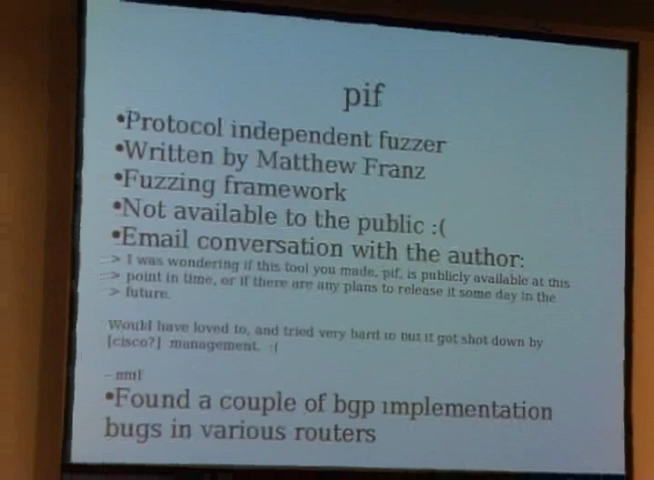 pif
•Protocol independent fuzzer
•Written by Matthew Franz
•Fuzzing framework
•Not available to the public :(
•Email conversation with the author:
> I was wondering if this tool you made, pif, is publicly available at this
> point in time, or if there are any plans to release it some day in the
> future.
Would have loved to, and tried very hard to but it got shot down by
[cisco?] management. :(
•Found a couple of bgp implementation
bugs in various routers